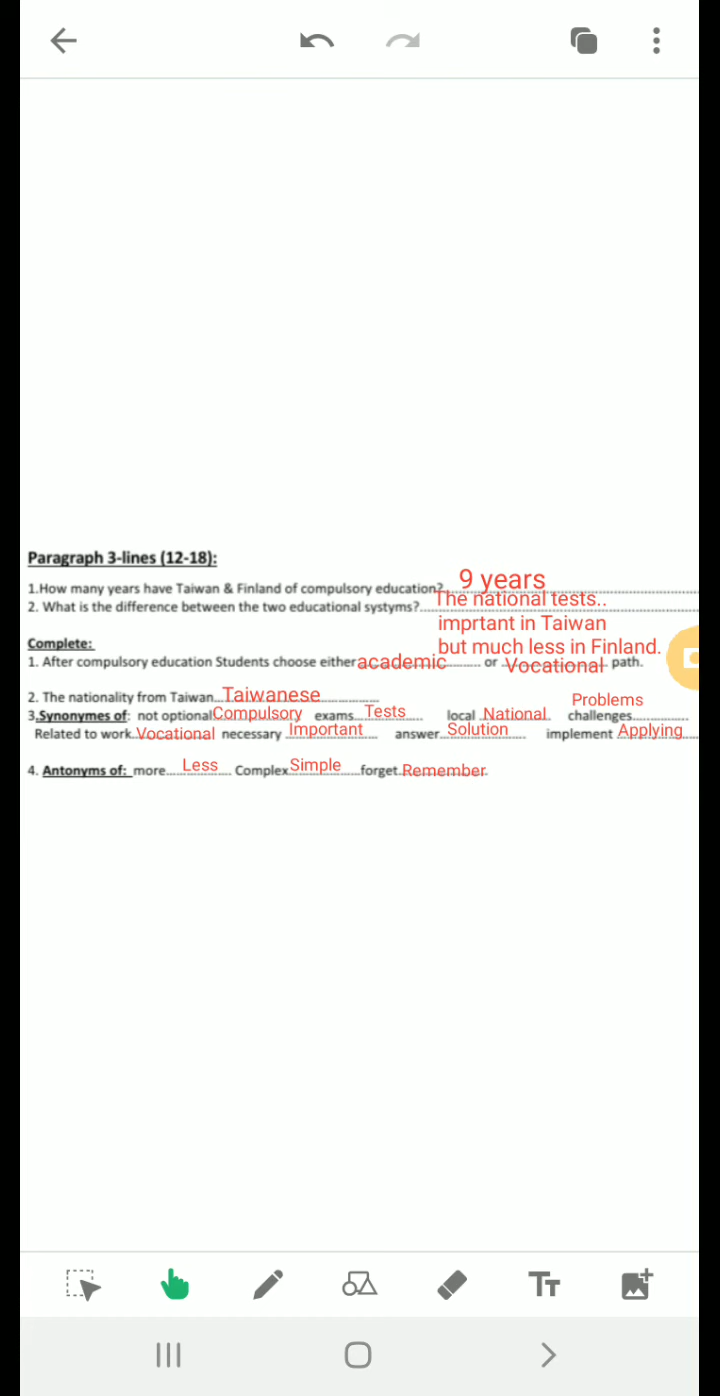 Paragraph 3-lines (12-18):
1.How many years have Taiwan & Finland of compulsory education?....9 years......
2. What is the difference between the two educational systyms?...The national tests..
imprtant in Taiwan
but much less in Finland.
Complete:
1. After compulsory education Students choose either academic.......... or ..Vocational.. path.
2. The nationality from Taiwan...Taiwanese..................
Problems
3.Synonymes of: not optional Compulsory exams....Tests...... local ..National.. challenges..................
Related to work..Vocational necessary ..Important.... answer..Solution...... implement Applying....
4. Antonyms of: more.....Less.... Complex Simple......forget..Remember.
TT